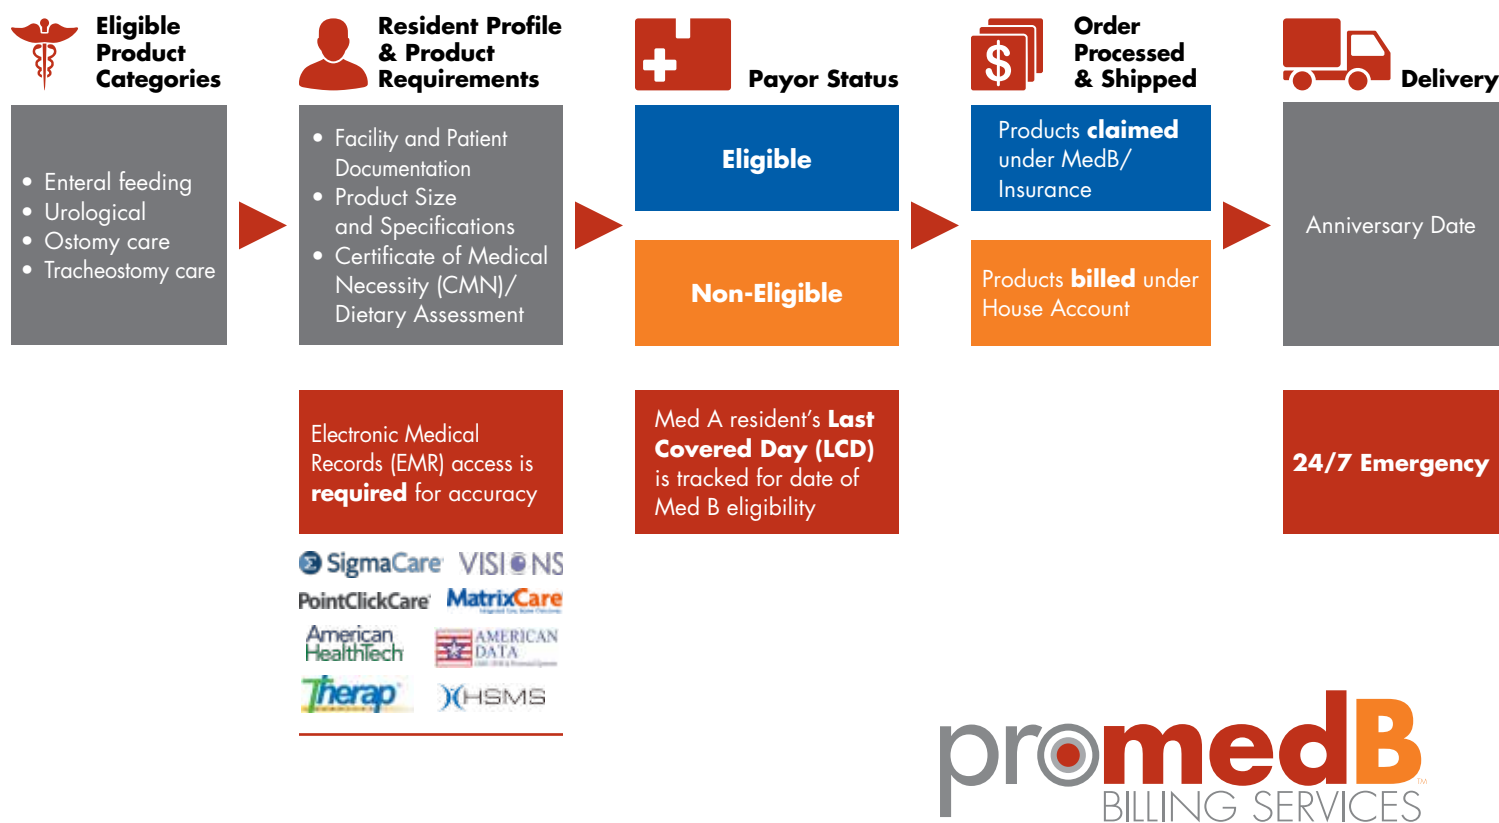 Eligible
Product
Categories
Resident Profile
& Product
Requirements
Payor Status
$
Order
Processed
& Shipped
Delivery
• Enteral feeding
• Urological
• Ostomy care
• Tracheostomy care
• Facility and Patient
Documentation
• Product Size
and Specifications
• Certificate of Medical
Necessity (CMN)/
Dietary Assessment
Eligible
Non-Eligible
Products claimed
under MedB/
Insurance
Products billed under
House Account
Anniversary Date
Electronic Medical
Records (EMR) access is
required for accuracy
Med A resident’s Last
Covered Day (LCD)
is tracked for date of
Med B eligibility
24/7 Emergency
SigmaCare VISIONS
PointClickCare MatrixCare
American
HealthTech
AMERICAN
DATA
Therap
HSMS
promedB™
BILLING SERVICES